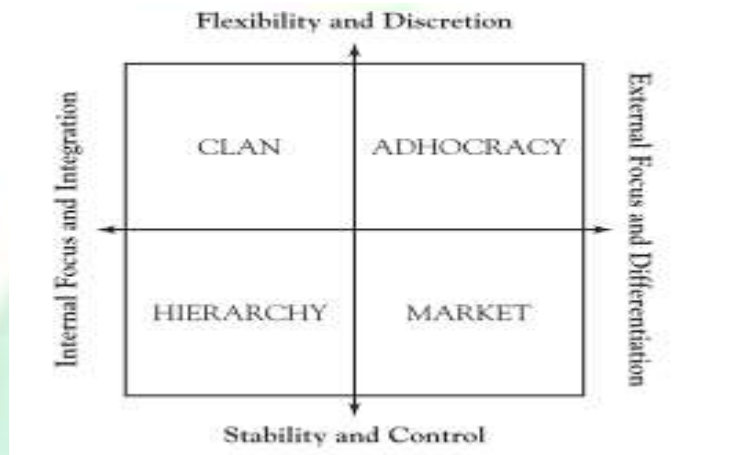 Flexibility and Discretion
Internal Focus and Integration
CLAN
ADHOCRACY
External Focus and Differentiation
HIERARCHY
MARKET
Stability and Control